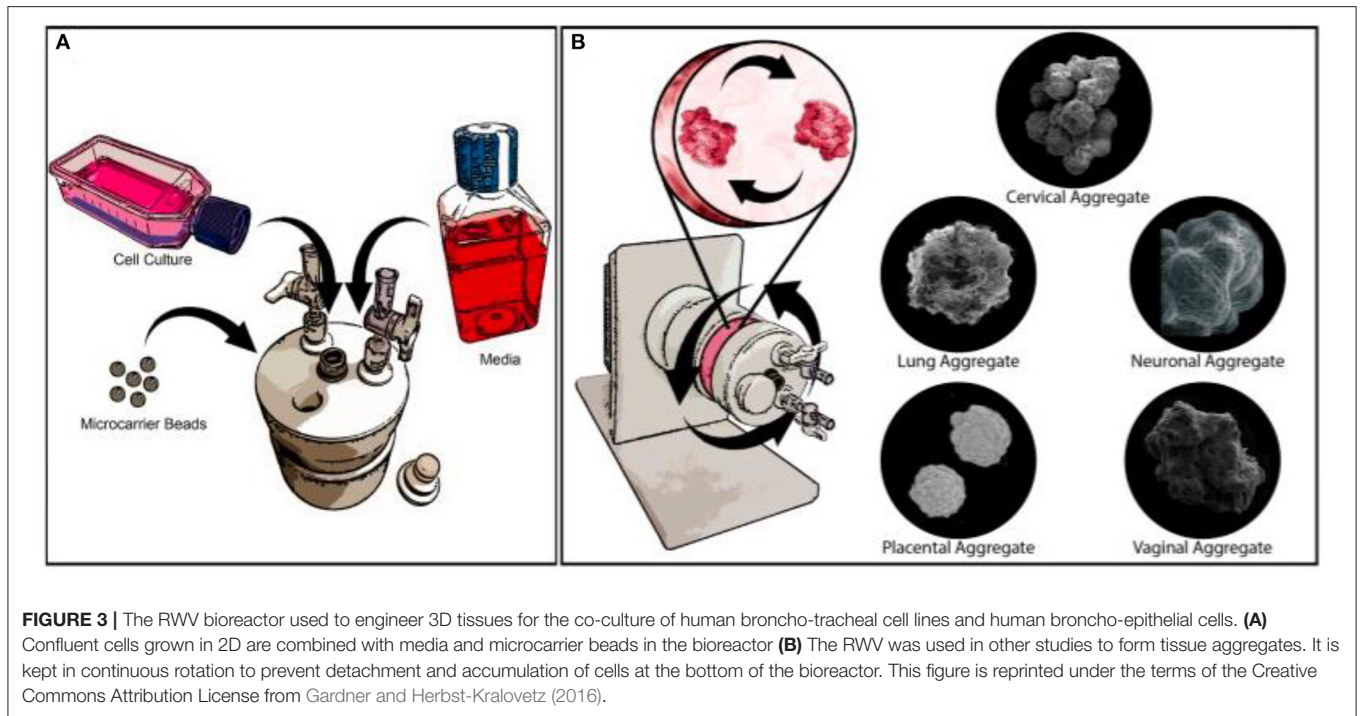 A
Cell Culture
Media
Microcarrier Beads
B
Cervical Aggregate
Lung Aggregate
Neuronal Aggregate
Placental Aggregate
Vaginal Aggregate
FIGURE 3 | The RWV bioreactor used to engineer 3D tissues for the co-culture of human broncho-tracheal cell lines and human broncho-epithelial cells. (A)
Confluent cells grown in 2D are combined with media and microcarrier beads in the bioreactor (B) The RWV was used in other studies to form tissue aggregates. It is
kept in continuous rotation to prevent detachment and accumulation of cells at the bottom of the bioreactor. This figure is reprinted under the terms of the Creative
Commons Attribution License from Gardner and Herbst-Kralovetz (2016).